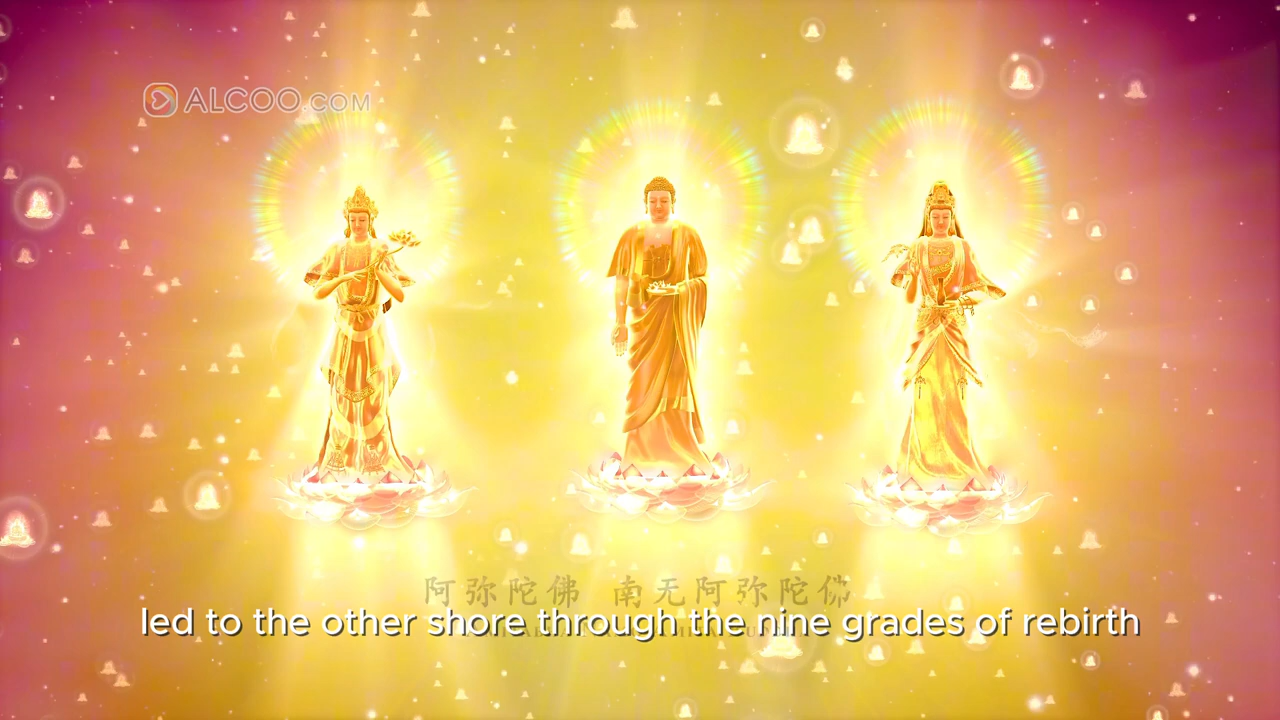 ALCOO.COM
阿弥陀佛 南无阿弥陀佛
led to the other shore through the nine grades of rebirth